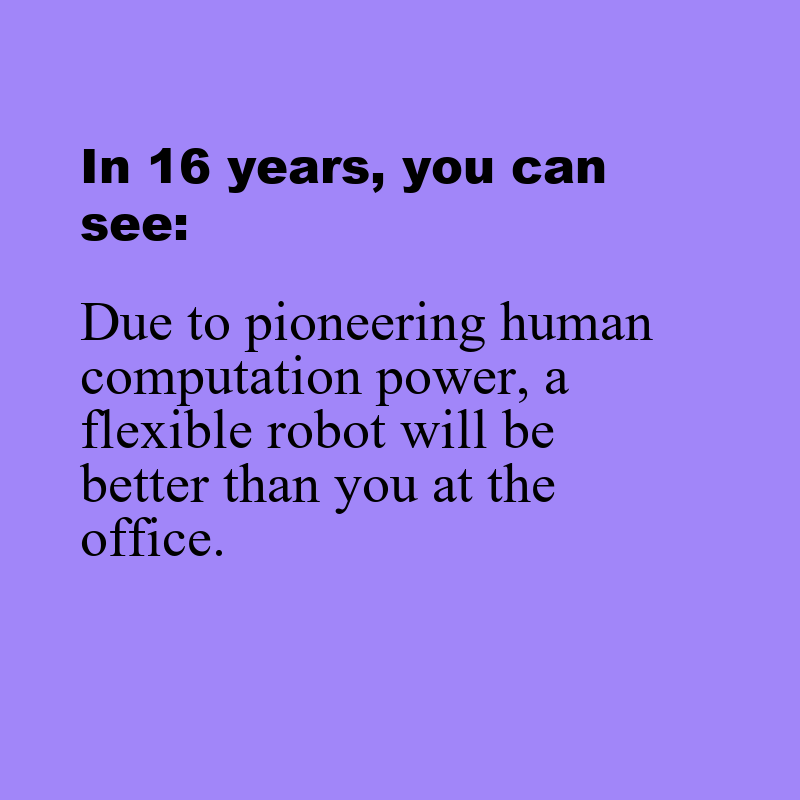 In 16 years, you can
see:
Due to pioneering human
computation power, a
flexible robot will be
better than you at the
office.